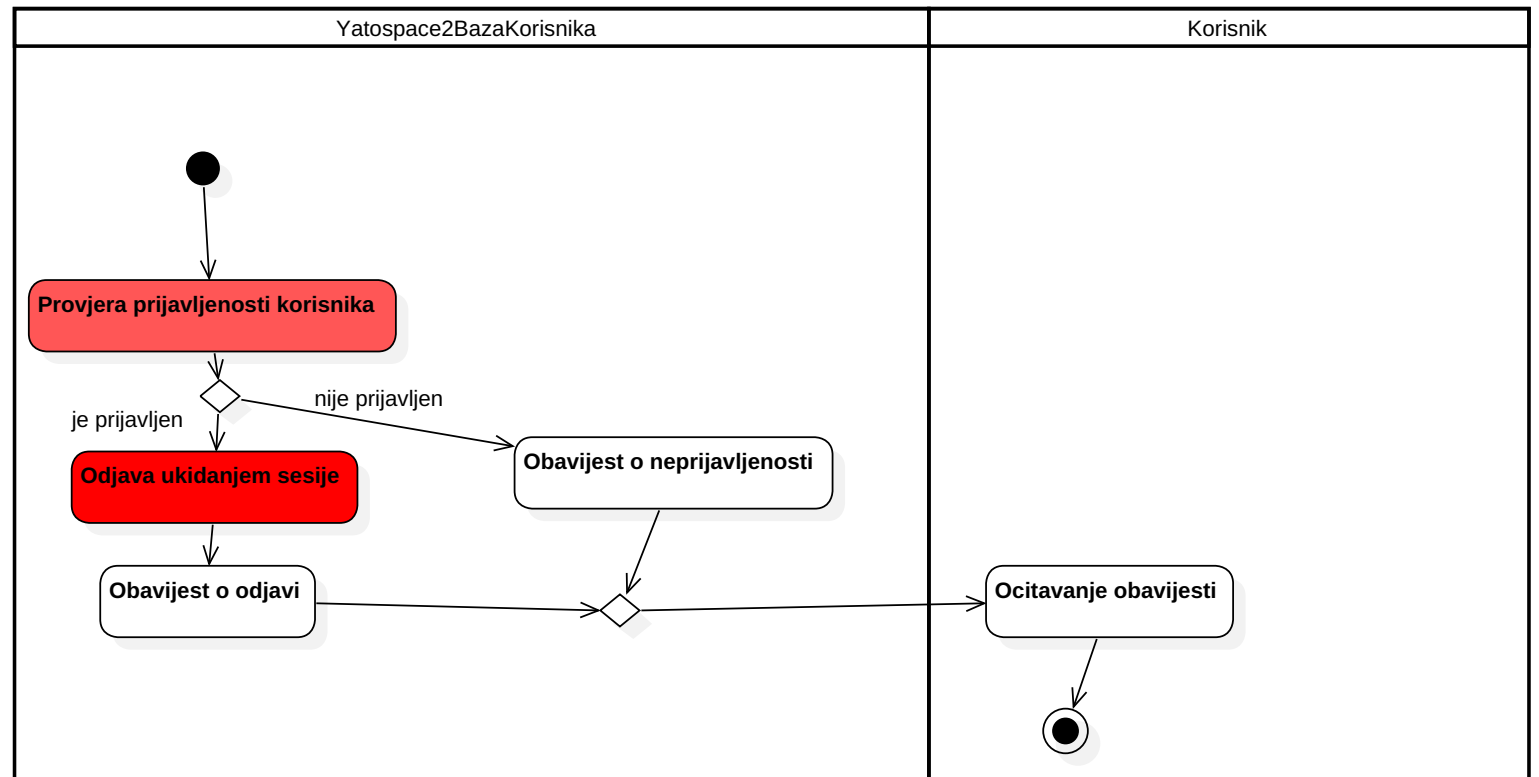 Yatospace2BazaKorisnika
Korisnik
Provjera prijavljenosti korisnika
nije prijavljen
je prijavljen
Obavijest o neprijavljenosti
Odjava ukidanjem sesije
Obavijest o odjavi
Ocitavanje obavijesti